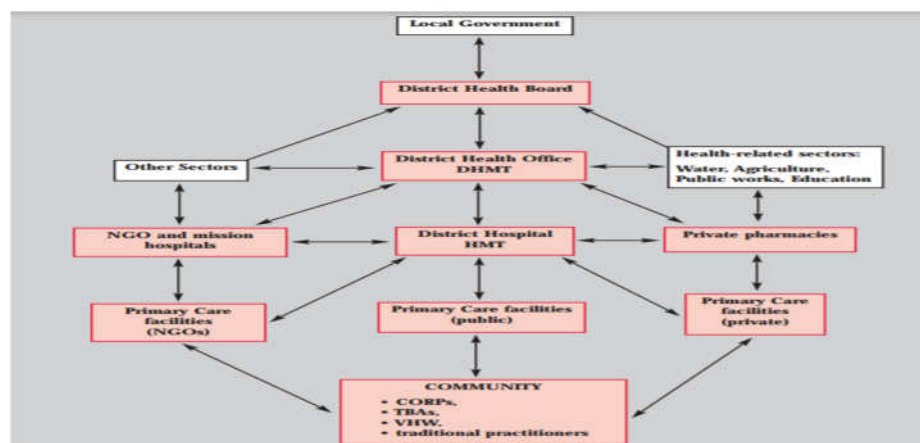 Local Government
District Health Board
Other Sectors
District Health Office
DHMT
Health-related sectors:
Water, Agriculture,
Public works, Education
NGO and mission
hospitals
District Hospital
HMT
Private pharmacies
Primary Care
facilities
(NGOs)
Primary Care facilities
(public)
Primary Care
facilities
(private)
COMMUNITY
• CORPs,
• TBAs,
• VHW,
• traditional practitioners